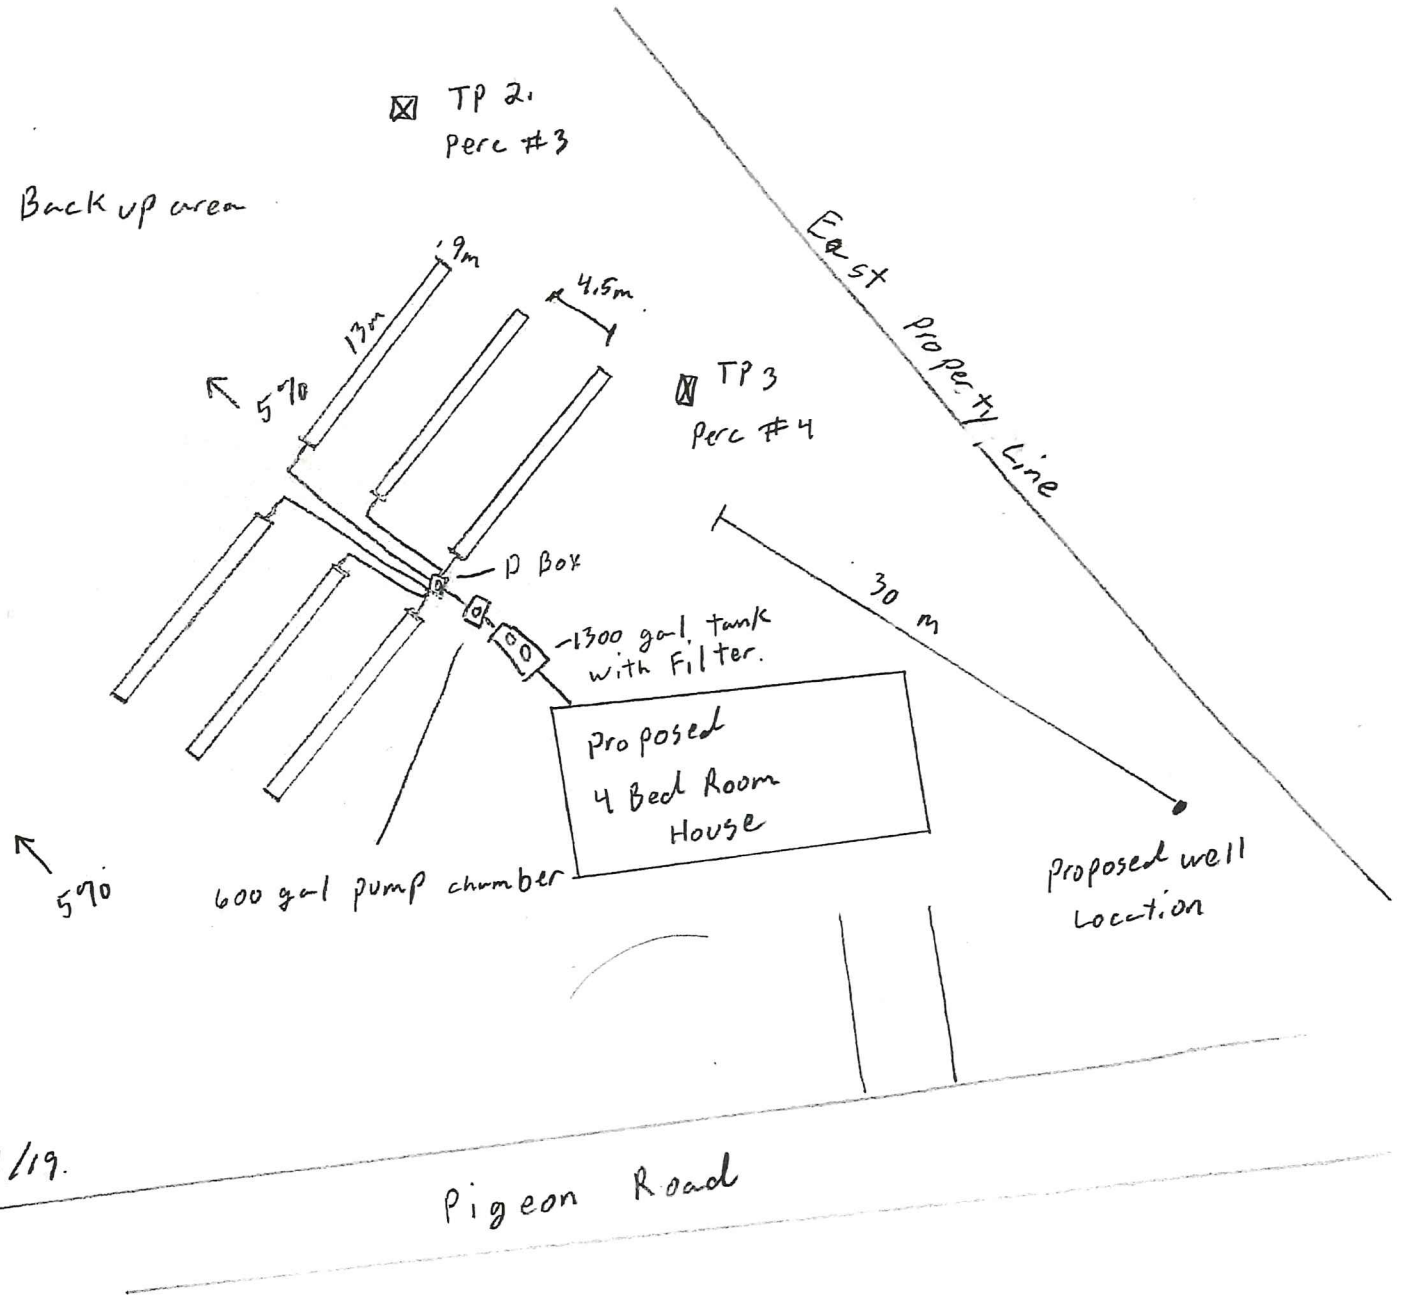 TP 2.
Perc #3
Back up area
.9m
4.5m
13m
5%
East Property Line
TP 3
Perc #4
D Box
30 m
1300 gal. tank
with Filter.
Proposed
4 Bed Room
House
600 gal pump chamber
5%
Proposed well
Location
/19.
Pigeon Road